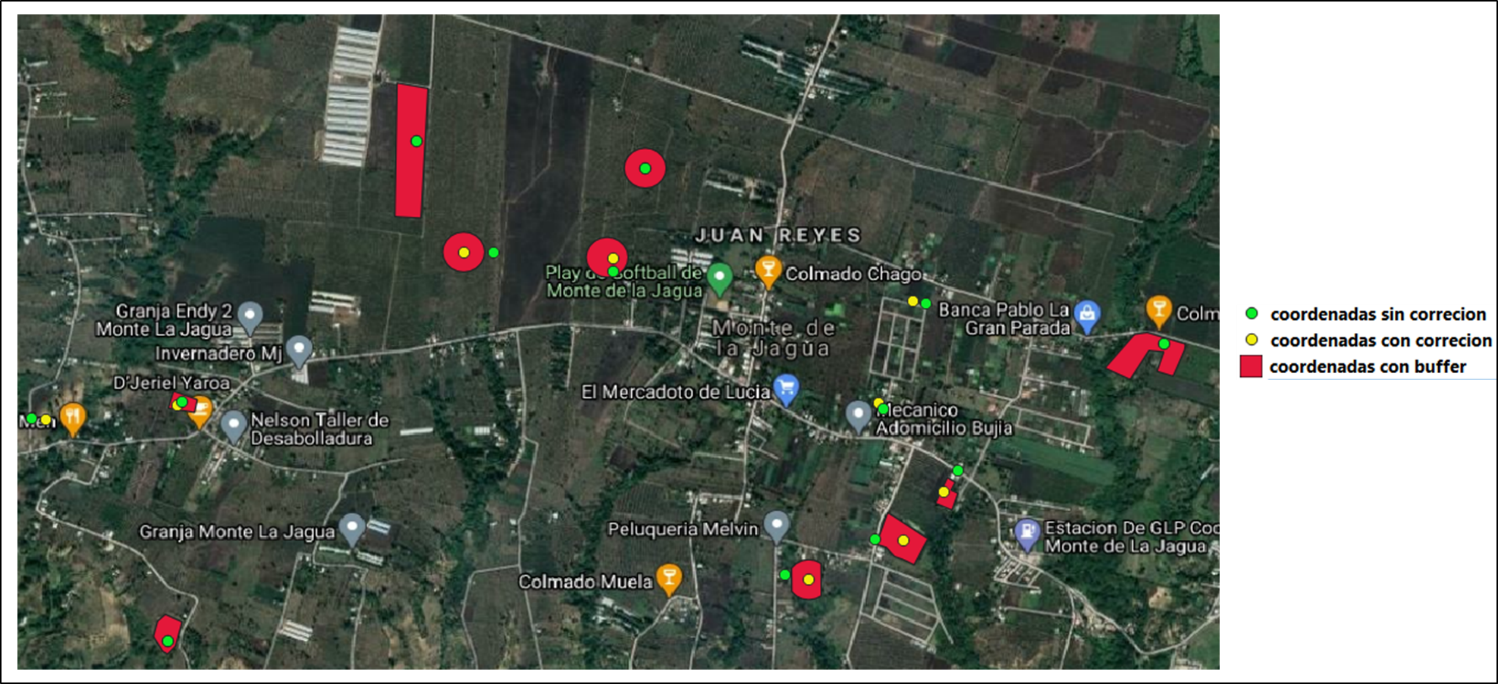 JUAN REYES
Play de Softball de
Monte de la Jagua
Colmado Chago
Granja Endy 2
Monte La Jagua
Banca Pablo La
Gran Parada
Colm
Invernadero Mj
Monte de
la Jagua
D'Jeriel Yaroa
El Mercadoto de Lucia
Nelson Taller de
Desabolladura
Mecanico
Adomicilio Bujia
Granja Monte La Jagua
Peluqueria Melvin
Estacion De GLP Coo
Monte de La Jagua
Colmado Muela
coordenadas sin correcion
coordenadas con correcion
coordenadas con buffer